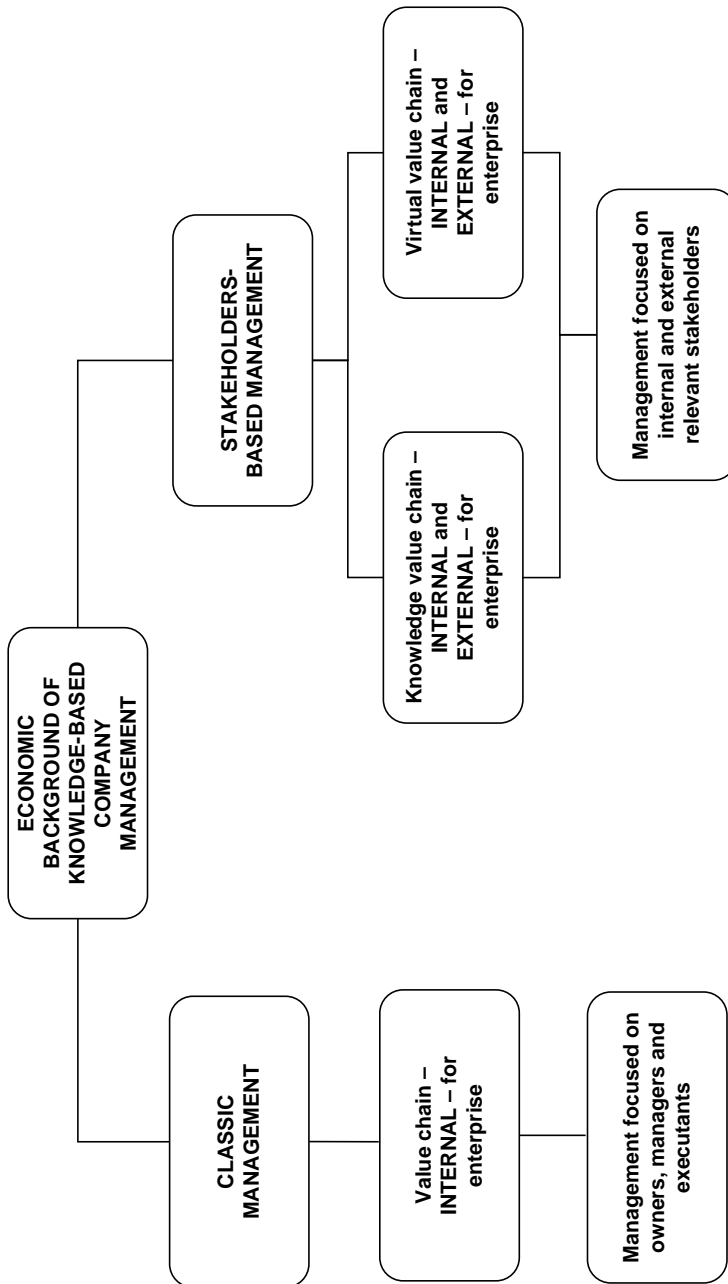 ECONOMIC
BACKGROUND OF
KNOWLEDGE-BASED
COMPANY
MANAGEMENT
CLASSIC
MANAGEMENT
STAKEHOLDERS-
BASED MANAGEMENT
Value chain –
INTERNAL – for
enterprise
Knowledge value chain –
INTERNAL and
EXTERNAL – for
enterprise
Virtual value chain –
INTERNAL and
EXTERNAL – for
enterprise
Management focused on
owners, managers and
executants
Management focused on
internal and external
relevant stakeholders